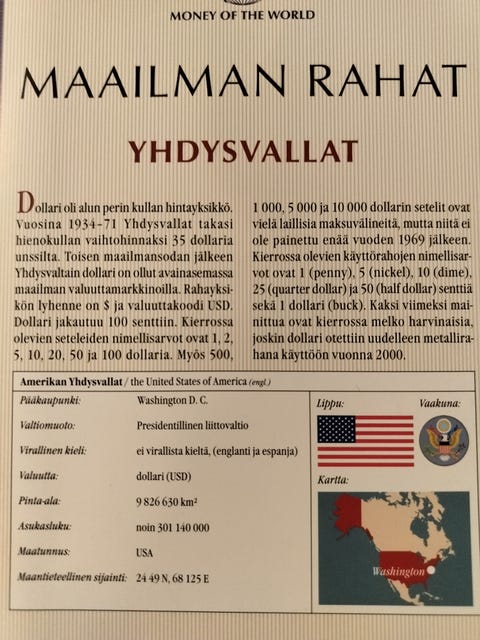 MONEY OF THE WORLD
MAAILMAN RAHAT
YHDYSVALLAT
Dollari oli alun perin kullan hintayksikkö.
Vuosina 1934–71 Yhdysvallat takasi
hienokullan vaihtohinnaksi 35 dollaria
unssilta. Toisen maailmansodan jälkeen
Yhdysvaltain dollari on ollut avainasemassa
maailman valuuttamarkkinoilla. Rahayksi-
kön lyhenne on $ ja valuuttakoodi USD.
Dollari jakautuu 100 senttiin. Kierrossa
olevien seteleiden nimellisarvot ovat 1, 2,
5, 10, 20, 50 ja 100 dollaria. Myös 500,
1 000, 5 000 ja 10 000 dollarin setelit ovat
vielä laillisia maksuvälineitä, mutta niitä ei
ole painettu enää vuoden 1969 jälkeen.
Kierrossa olevien käyttörahojen nimellisar-
vot ovat 1 (penny), 5 (nickel), 10 (dime),
25 (quarter dollar) ja 50 (half dollar) senttiä
sekä 1 dollari (buck). Kaksi viimeksi mai-
nittua ovat kierrossa melko harvinaisia,
joskin dollari otettiin uudelleen metallira-
hana käyttöön vuonna 2000.
Amerikan Yhdysvallat / the United States of America (engl.)
Pääkaupunki: Washington D. C.
Valtiomuoto: Presidentillinen liittovaltio
Virallinen kieli: ei virallista kieltä, (englanti ja espanja)
Valuutta: dollari (USD)
Pinta-ala: 9 826 630 km²
Asukasluku: noin 301 140 000
Maatunnus: USA
Maantieteellinen sijainti: 24 49 N, 68 125 E
Lippu: Vaakuna:
Kartta:
Washington